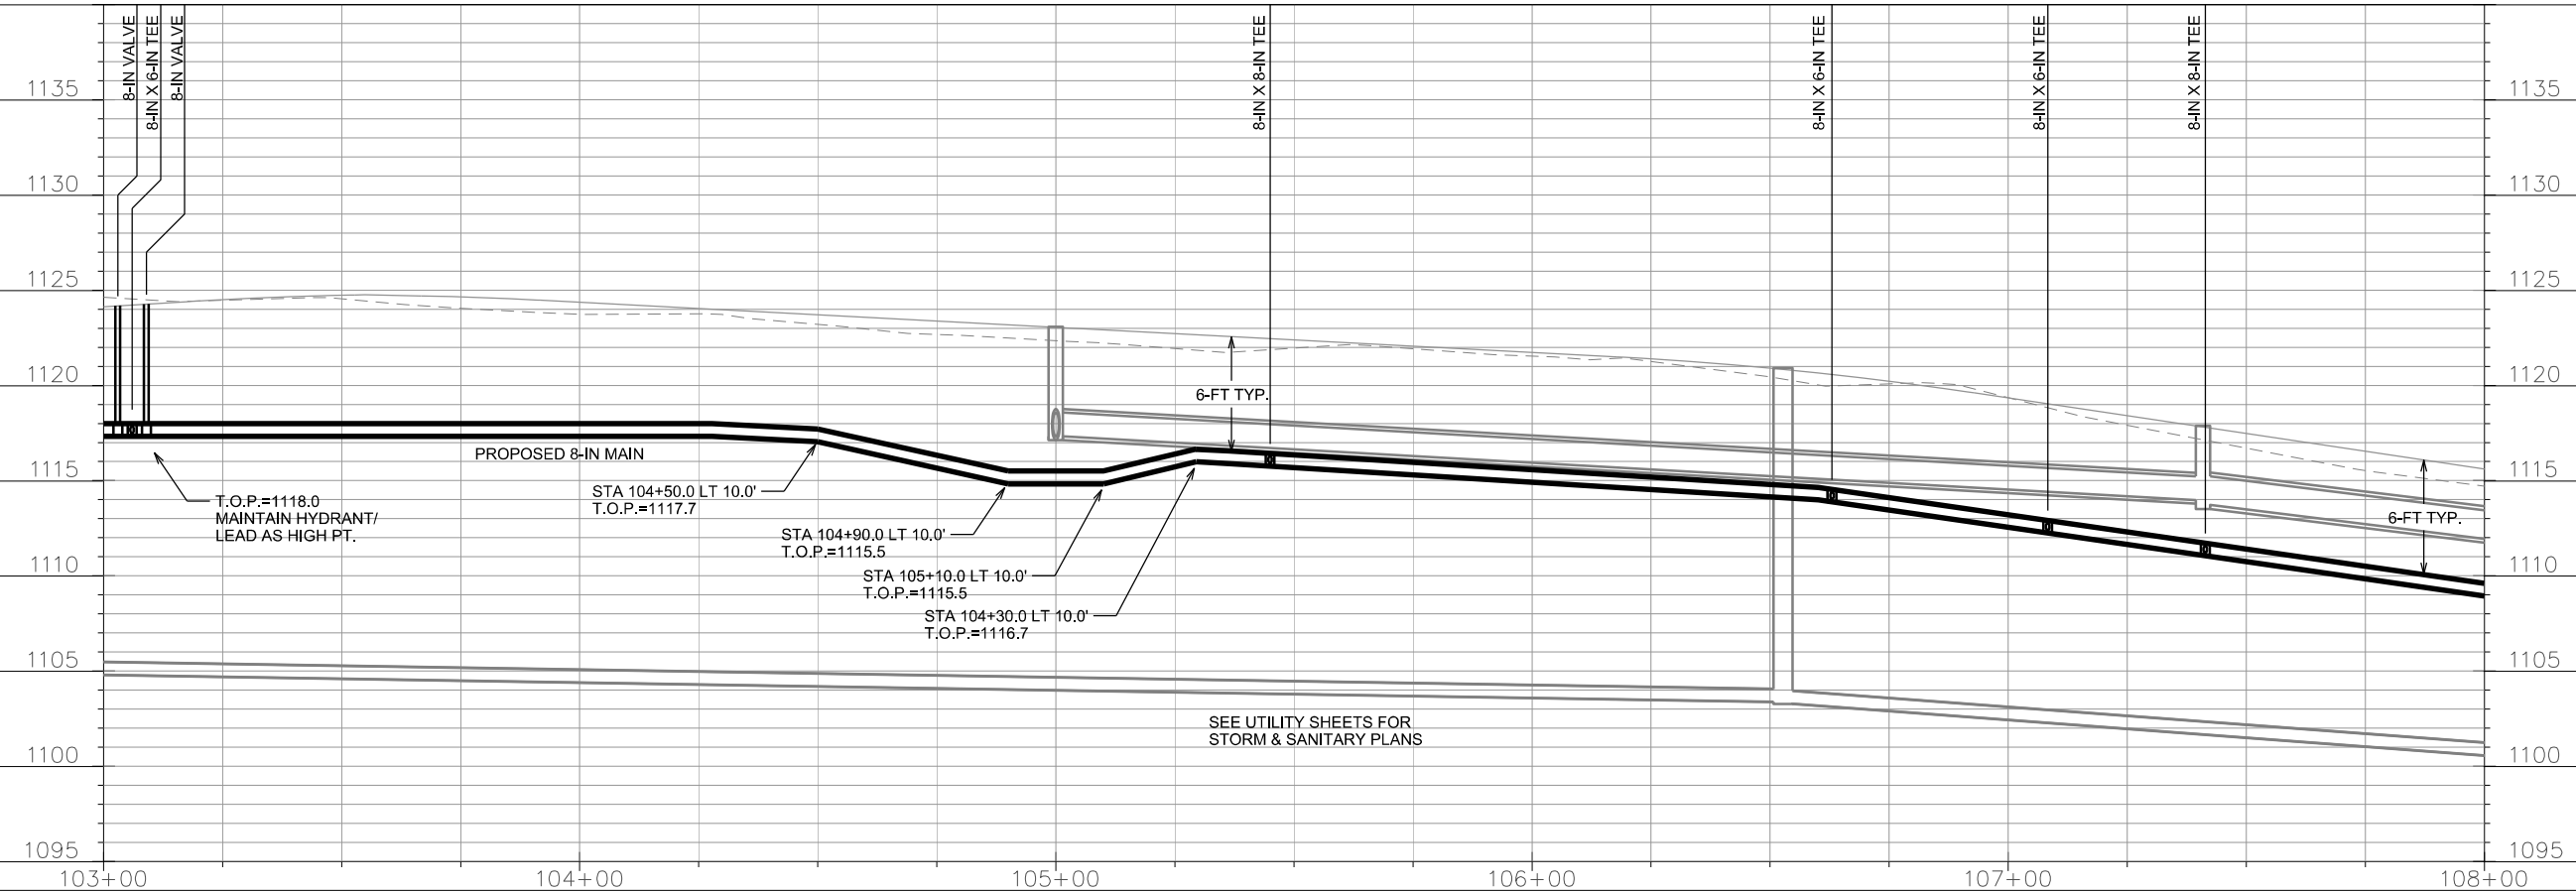 8-IN VALVE
8-IN X 6-IN TEE
8-IN VALVE
8-IN X 8-IN TEE
8-IN X 6-IN TEE
8-IN X 6-IN TEE
8-IN X 8-IN TEE
1135
1135
1130
1130
1125
1125
1120
1120
6-FT TYP.
PROPOSED 8-IN MAIN
1115
1115
T.O.P.=1118.0
MAINTAIN HYDRANT/
LEAD AS HIGH PT.
STA 104+50.0 LT 10.0'
T.O.P.=1117.7
6-FT TYP.
STA 104+90.0 LT 10.0'
T.O.P.=1115.5
1110
1110
STA 105+10.0 LT 10.0'
T.O.P.=1115.5
STA 104+30.0 LT 10.0'
T.O.P.=1116.7
1105
1105
SEE UTILITY SHEETS FOR
STORM & SANITARY PLANS
1100
1100
1095
1095
103+00
104+00
105+00
106+00
107+00
108+00